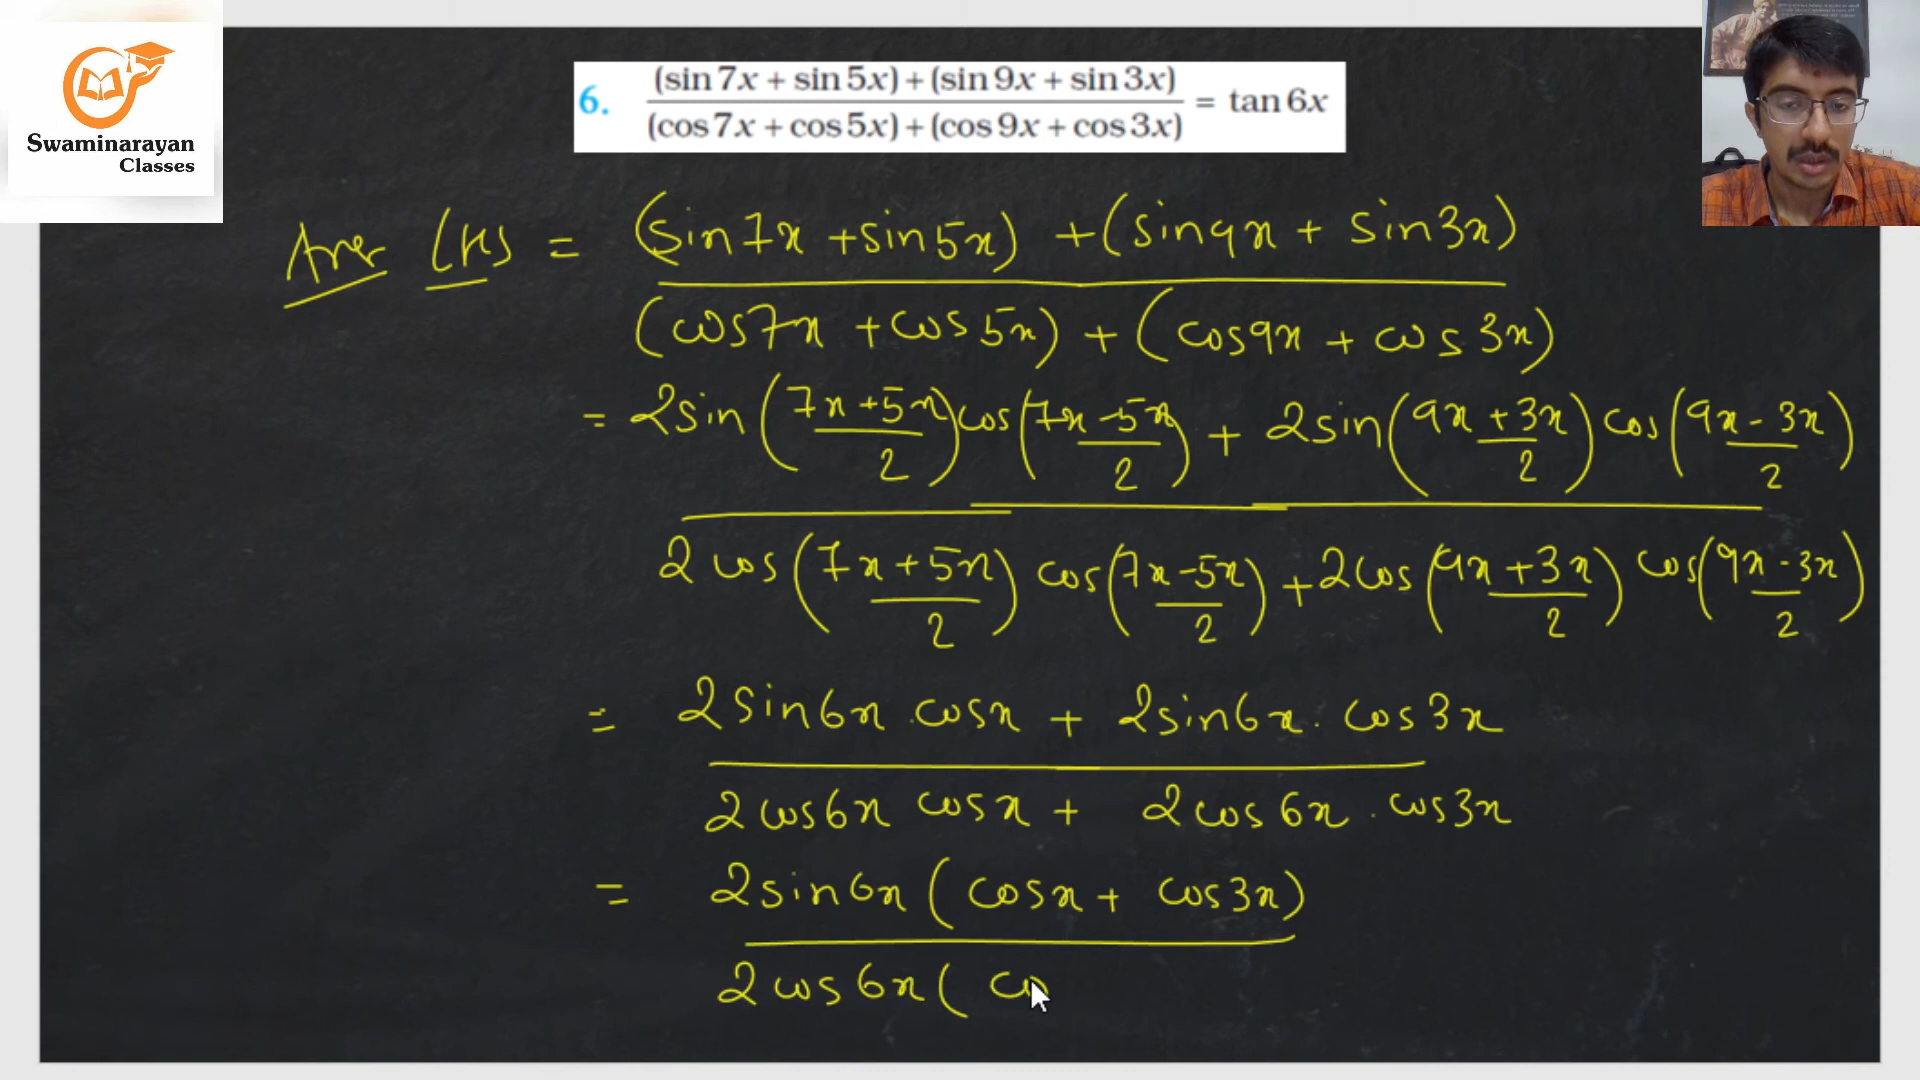 Swaminarayan
Classes
6. (sin 7x + sin 5x) + (sin 9x + sin 3x) / (cos 7x + cos 5x) + (cos 9x + cos 3x) = tan 6x
Ans LHS = (sin7x + sin5x) + (sin9x + sin3x)
(cos7x + cos5x) + (cos9x + cos3x)
= 2sin(7x+5x/2)cos(7x-5x/2) + 2sin(9x+3x/2)cos(9x-3x/2)
2cos(7x+5x/2)cos(7x-5x/2) + 2cos(9x+3x/2)cos(9x-3x/2)
= 2sin6x.cosx + 2sin6x.cos3x
2cos6x cosx + 2cos6x.cos3x
= 2sin6x(cosx + cos3x)
2cos6x( co